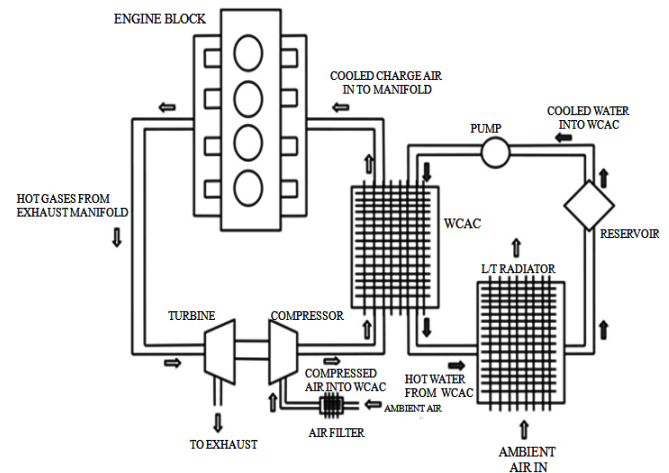 ENGINE BLOCK
COOLED CHARGE AIR
IN TO MANIFOLD
COOLED WATER
INTO WCAC
PUMP
HOT GASES FROM
EXHAUST MANIFOLD
WCAC
RESERVOIR
L/T RADIATOR
TURBINE
COMPRESSOR
COMPRESSED
AIR INTO WCAC
HOT WATER
FROM WCAC
AMBIENT AIR
TO EXHAUST
AIR FILTER
AMBIENT
AIR IN